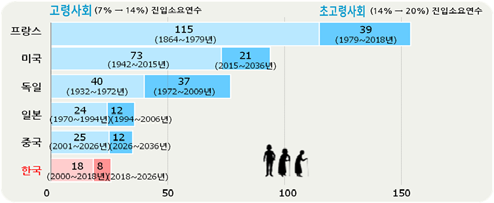 고령사회 (7% → 14%) 진입소요연수
초고령사회 (14% → 20%) 진입소요연수
프랑스 115 39
(1864~1979년) (1979~2018년)
미국 73 21
(1942~2015년) (2015~2036년)
독일 40 37
(1932~1972년) (1972~2009년)
일본 24 12
(1970~1994년) (1994~2006년)
중국 25 12
(2001~2026년) (2026~2036년)
한국 18 8
(2000~2018년) (2018~2026년)
0 50 100 150